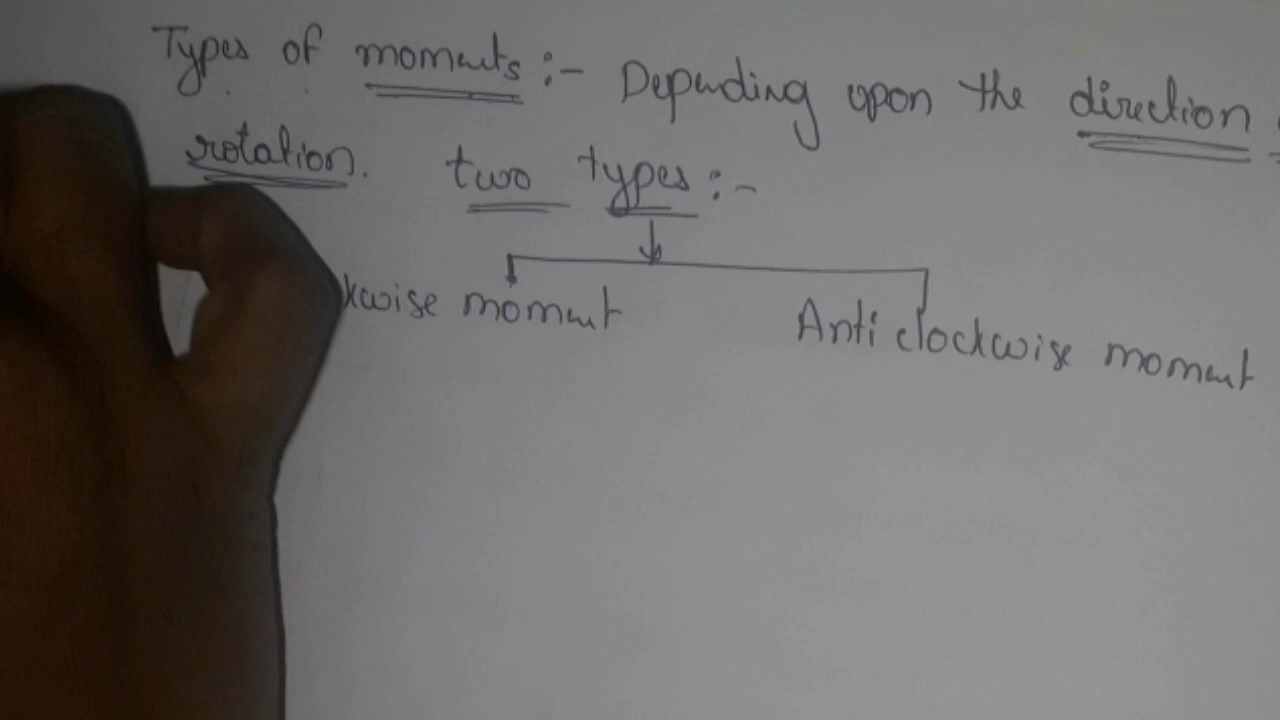 Types of moments :- Depending upon the direction
rotation. two types :-
kwise moment
Anti clockwise moment